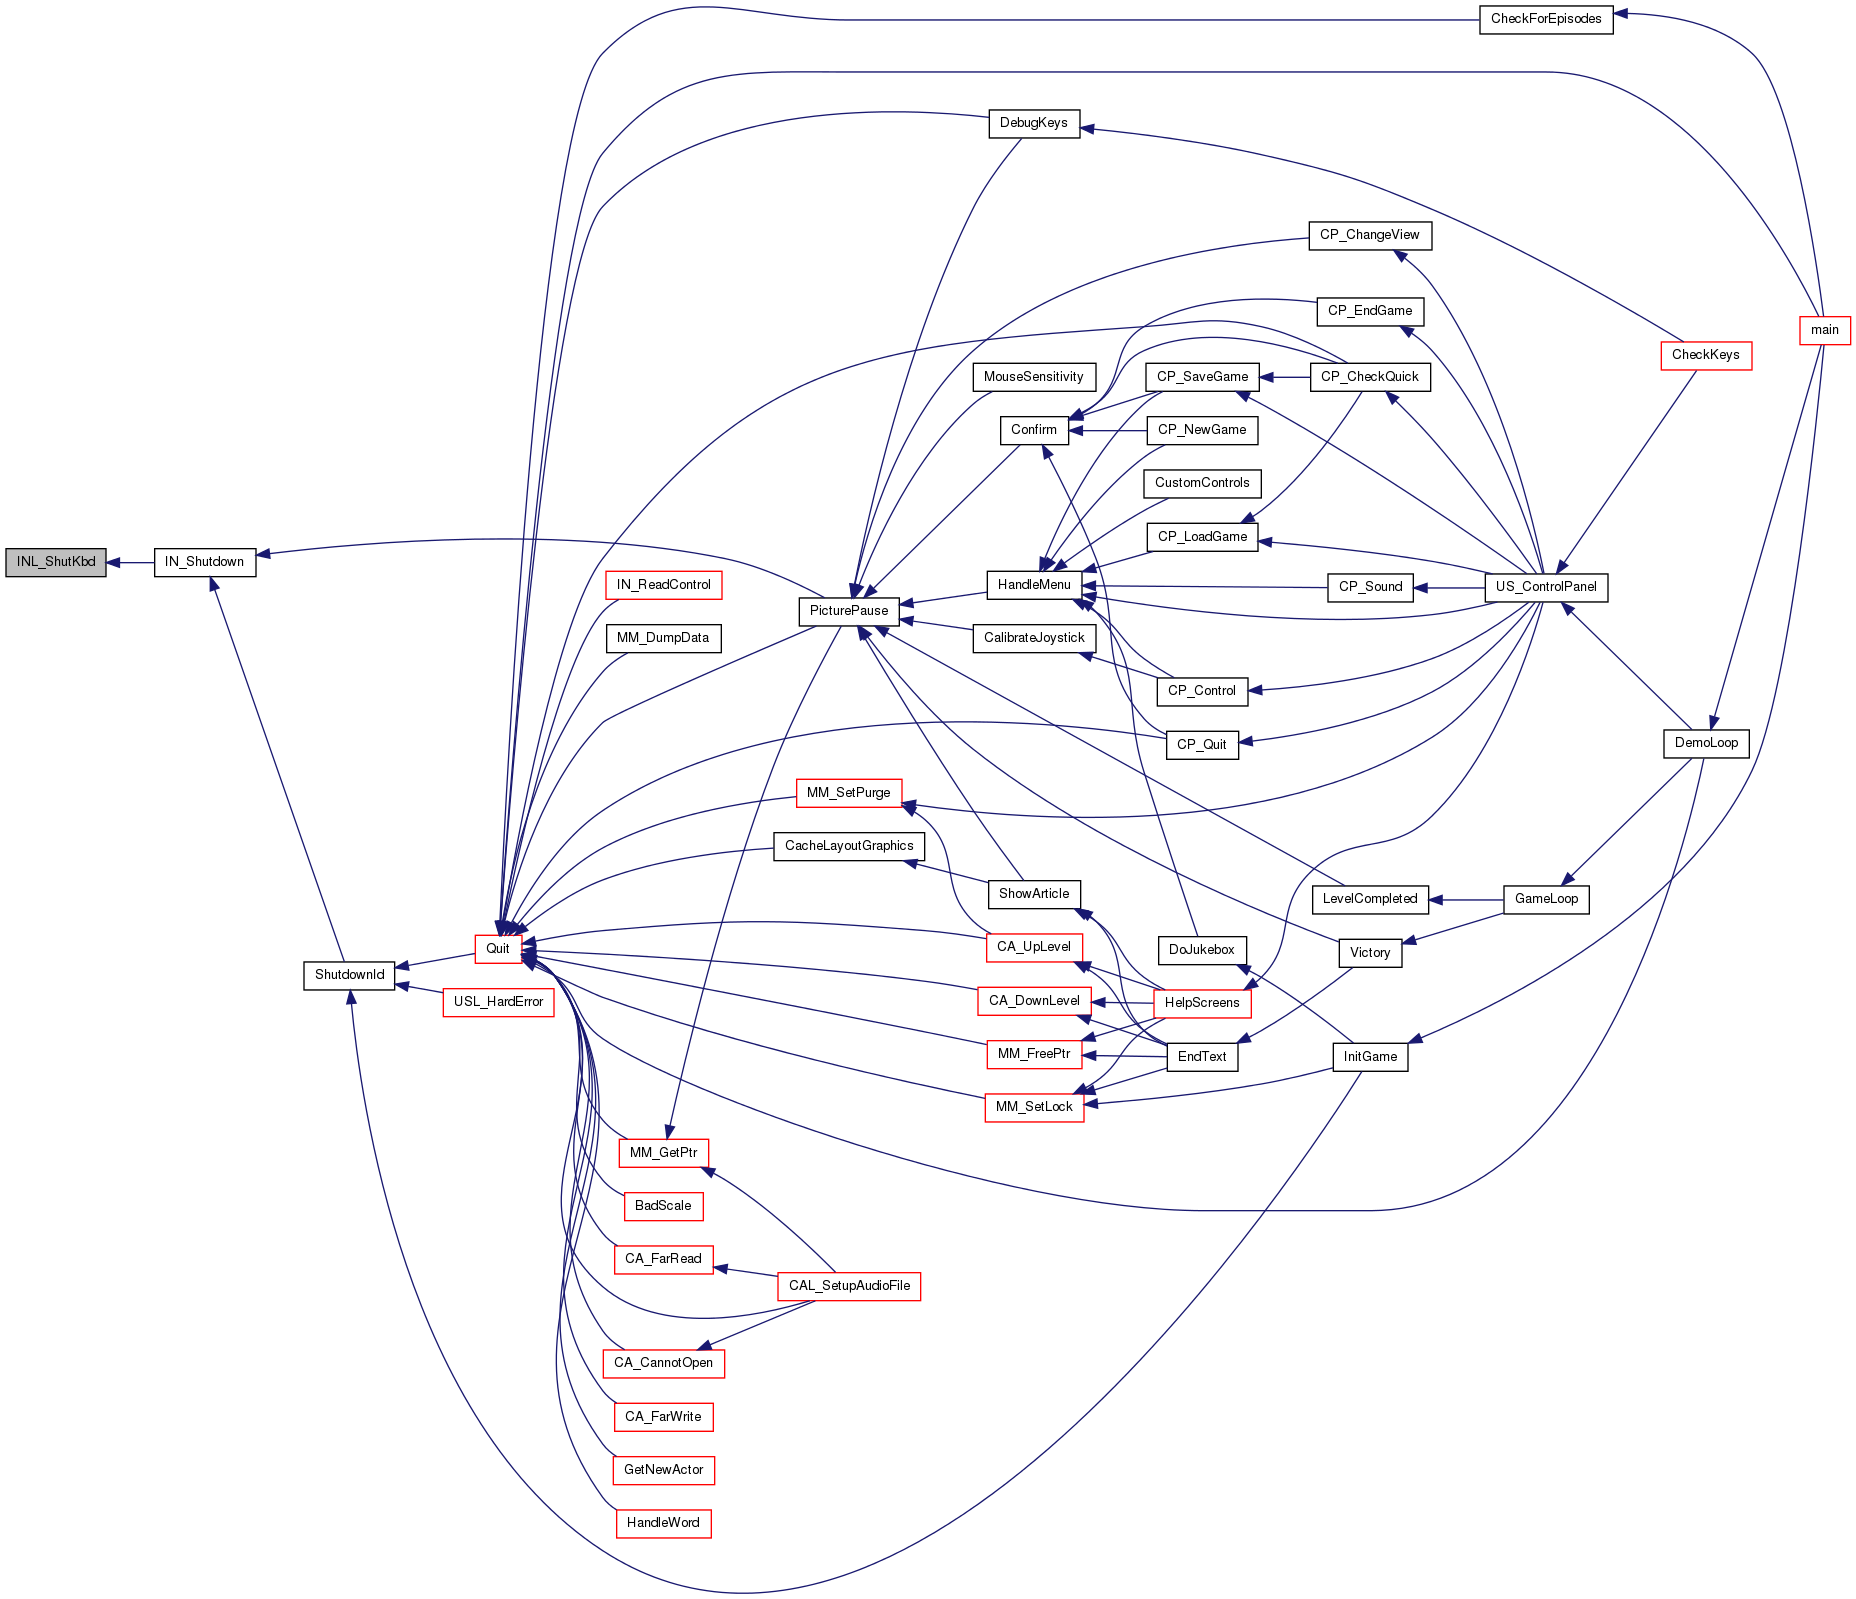 CheckForEpisodes
DebugKeys
CP_ChangeView
CP_EndGame
main
CheckKeys
MouseSensitivity
CP_SaveGame
CP_CheckQuick
Confirm
CP_NewGame
CustomControls
CP_LoadGame
INL_ShutKbd
IN_Shutdown
IN_ReadControl
HandleMenu
CP_Sound
US_ControlPanel
PicturePause
MM_DumpData
CalibrateJoystick
CP_Control
CP_Quit
DemoLoop
MM_SetPurge
CacheLayoutGraphics
ShowArticle
LevelCompleted
GameLoop
Quit
CA_UpLevel
DoJukebox
Victory
ShutdownId
USL_HardError
CA_DownLevel
HelpScreens
MM_FreePtr
EndText
InitGame
MM_SetLock
MM_GetPtr
BadScale
CA_FarRead
CAL_SetupAudioFile
CA_CannotOpen
CA_FarWrite
GetNewActor
HandleWord